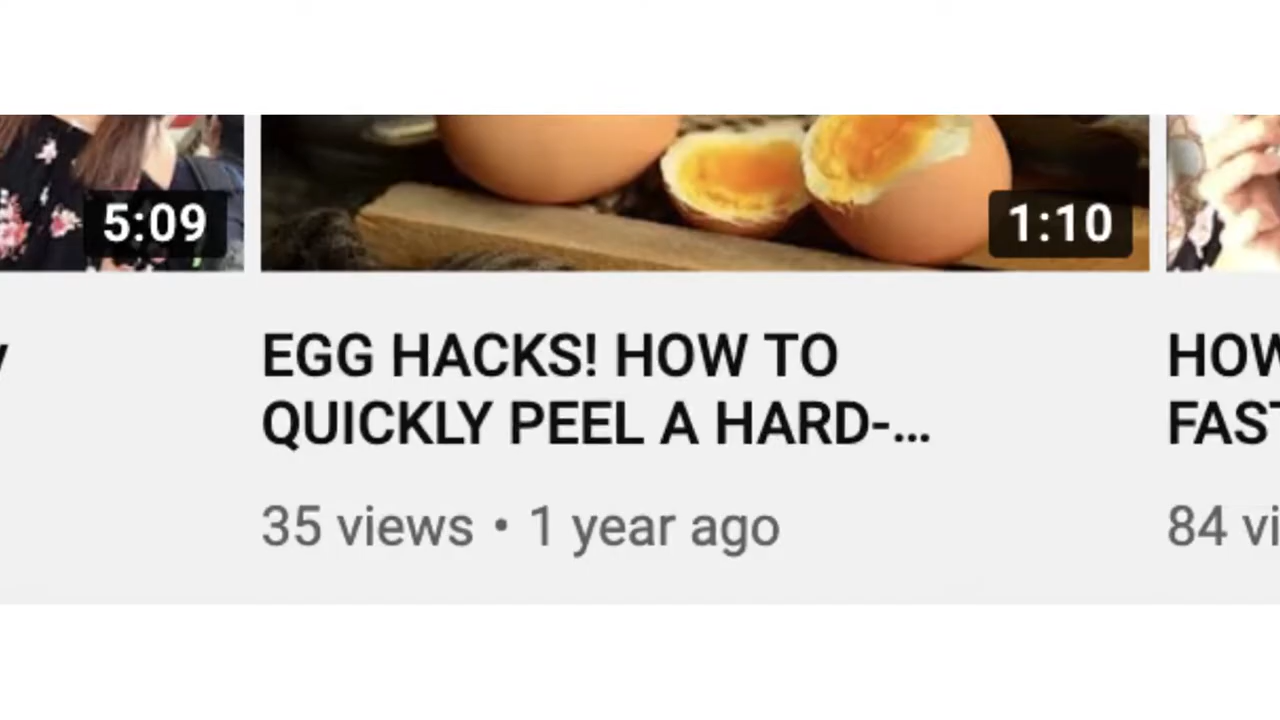 5:09
1:10
EGG HACKS! HOW TO
QUICKLY PEEL A HARD-...
35 views • 1 year ago
HOW
FAST
84 vi